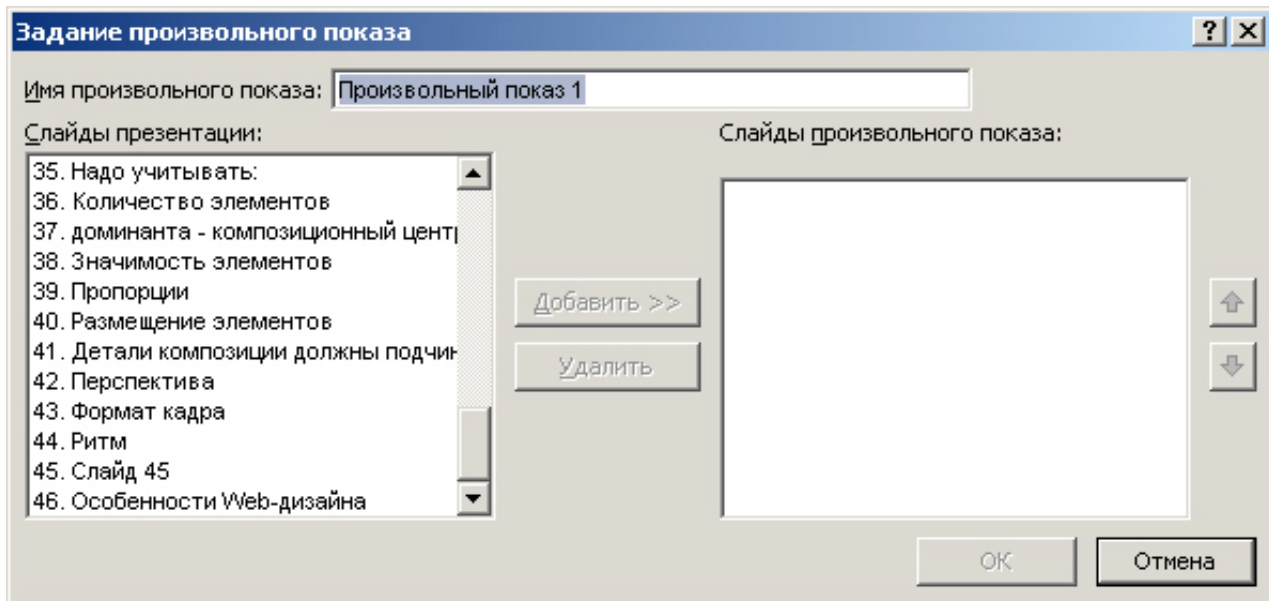 Задание произвольного показа
Имя произвольного показа: Произвольный показ 1
Слайды презентации:
Слайды произвольного показа:
35. Надо учитывать:
36. Количество элементов
37. доминанта - композиционный цент
38. Значимость элементов
39. Пропорции
40. Размещение элементов
41. Детали композиции должны подчин
42. Перспектива
43. Формат кадра
44. Ритм
45. Слайд 45
46. Особенности Web-дизайна
Добавить >>
Удалить
OK
Отмена